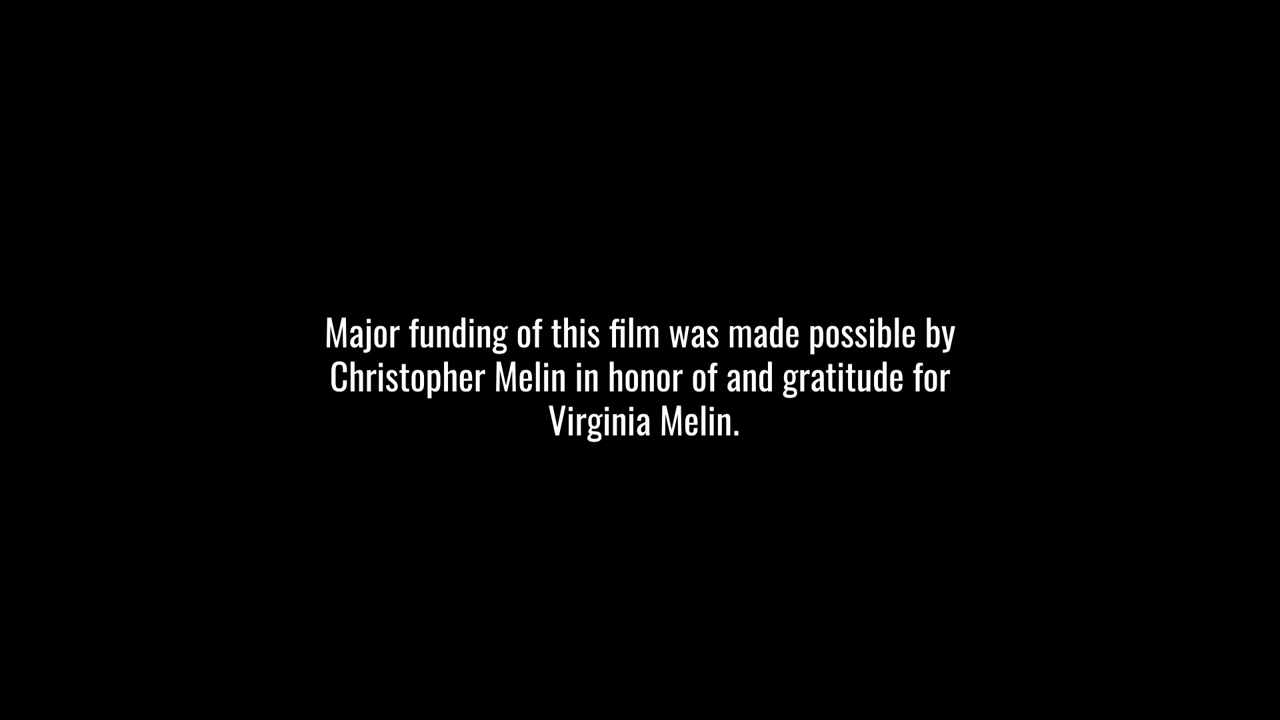 Major funding of this film was made possible by
Christopher Melin in honor of and gratitude for
Virginia Melin.